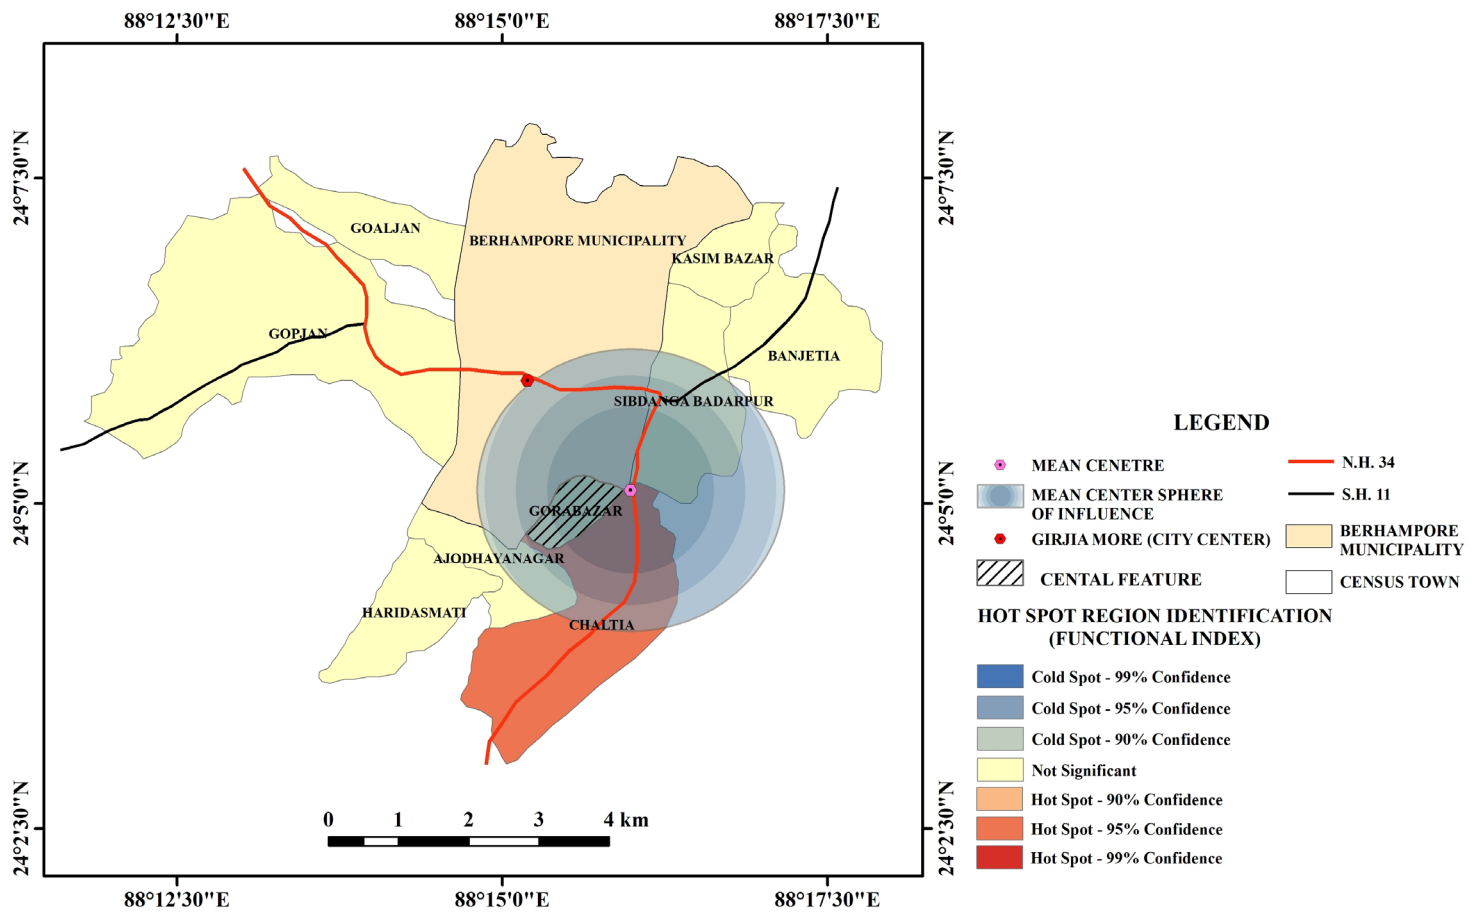 88°12'30"E
88°15'0"E
88°17'30"E
24°7'30"N
24°7'30"N
GOALJAN
BERHAMPORE MUNICIPALITY
KASIM BAZAR
GOPJAN
BANJETIA
SIBDANGA BADARPUR
24°5'0"N
24°5'0"N
GORABAZAR
AJODHAYANAGAR
HARIDASMATI
CHALTIA
0 1 2 3 4 km
24°2'30"N
24°2'30"N
88°12'30"E
88°15'0"E
88°17'30"E
LEGEND
MEAN CENETRE
MEAN CENTER SPHERE
OF INFLUENCE
GIRJIA MORE (CITY CENTER)
CENTAL FEATURE
N.H. 34
S.H. 11
BERHAMPORE
MUNICIPALITY
CENSUS TOWN
HOT SPOT REGION IDENTIFICATION
(FUNCTIONAL INDEX)
Cold Spot - 99% Confidence
Cold Spot - 95% Confidence
Cold Spot - 90% Confidence
Not Significant
Hot Spot - 90% Confidence
Hot Spot - 95% Confidence
Hot Spot - 99% Confidence